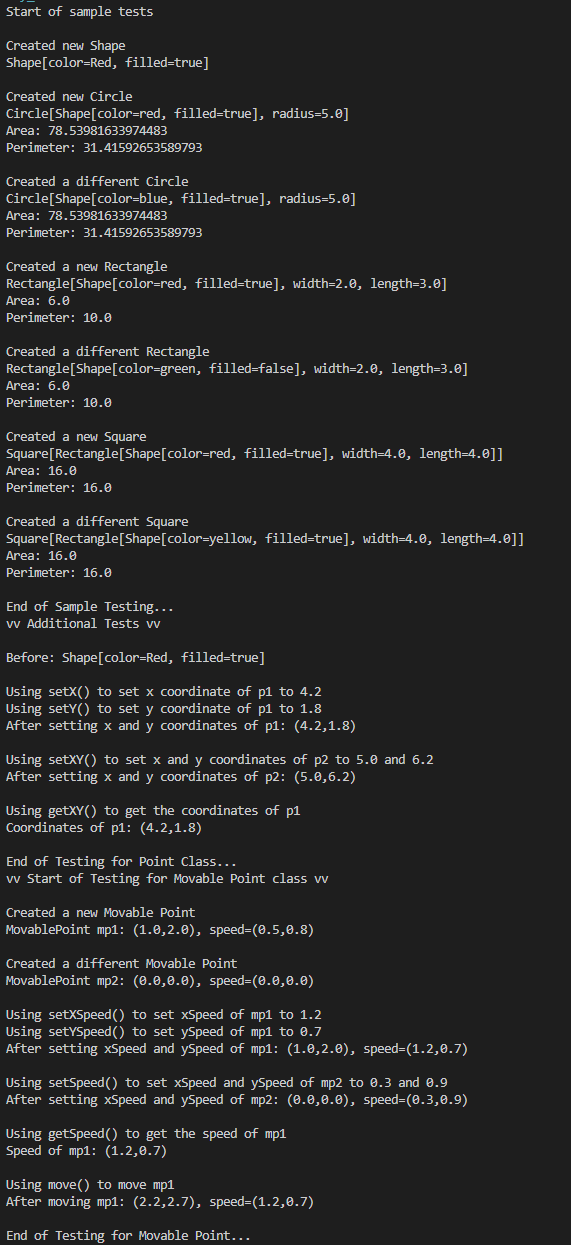 Start of sample tests
Created new Shape
Shape[color=Red, filled=true]
Created new Circle
Circle[Shape[color=red, filled=true], radius=5.0]
Area: 78.53981633974483
Perimeter: 31.41592653589793
Created a different Circle
Circle[Shape[color=blue, filled=true], radius=5.0]
Area: 78.53981633974483
Perimeter: 31.41592653589793
Created a new Rectangle
Rectangle[Shape[color=red, filled=true], width=2.0, length=3.0]
Area: 6.0
Perimeter: 10.0
Created a different Rectangle
Rectangle[Shape[color=green, filled=false], width=2.0, length=3.0]
Area: 6.0
Perimeter: 10.0
Created a new Square
Square[Rectangle[Shape[color=red, filled=true], width=4.0, length=4.0]]
Area: 16.0
Perimeter: 16.0
Created a different Square
Square[Rectangle[Shape[color=yellow, filled=true], width=4.0, length=4.0]]
Area: 16.0
Perimeter: 16.0
End of Sample Testing...
vv Additional Tests vv
Before: Shape[color=Red, filled=true]
Using setX() to set x coordinate of p1 to 4.2
Using setY() to set y coordinate of p1 to 1.8
After setting x and y coordinates of p1: (4.2,1.8)
Using setXY() to set x and y coordinates of p2 to 5.0 and 6.2
After setting x and y coordinates of p2: (5.0,6.2)
Using getXY() to get the coordinates of p1
Coordinates of p1: (4.2,1.8)
End of Testing for Point Class...
vv Start of Testing for Movable Point class vv
Created a new Movable Point
MovablePoint mp1: (1.0,2.0), speed=(0.5,0.8)
Created a different Movable Point
MovablePoint mp2: (0.0,0.0), speed=(0.0,0.0)
Using setXSpeed() to set xSpeed of mp1 to 1.2
Using setYSpeed() to set ySpeed of mp1 to 0.7
After setting xSpeed and ySpeed of mp1: (1.0,2.0), speed=(1.2,0.7)
Using setSpeed() to set xSpeed and ySpeed of mp2 to 0.3 and 0.9
After setting xSpeed and ySpeed of mp2: (0.0,0.0), speed=(0.3,0.9)
Using getSpeed() to get the speed of mp1
Speed of mp1: (1.2,0.7)
Using move() to move mp1
After moving mp1: (2.2,2.7), speed=(1.2,0.7)
End of Testing for Movable Point...